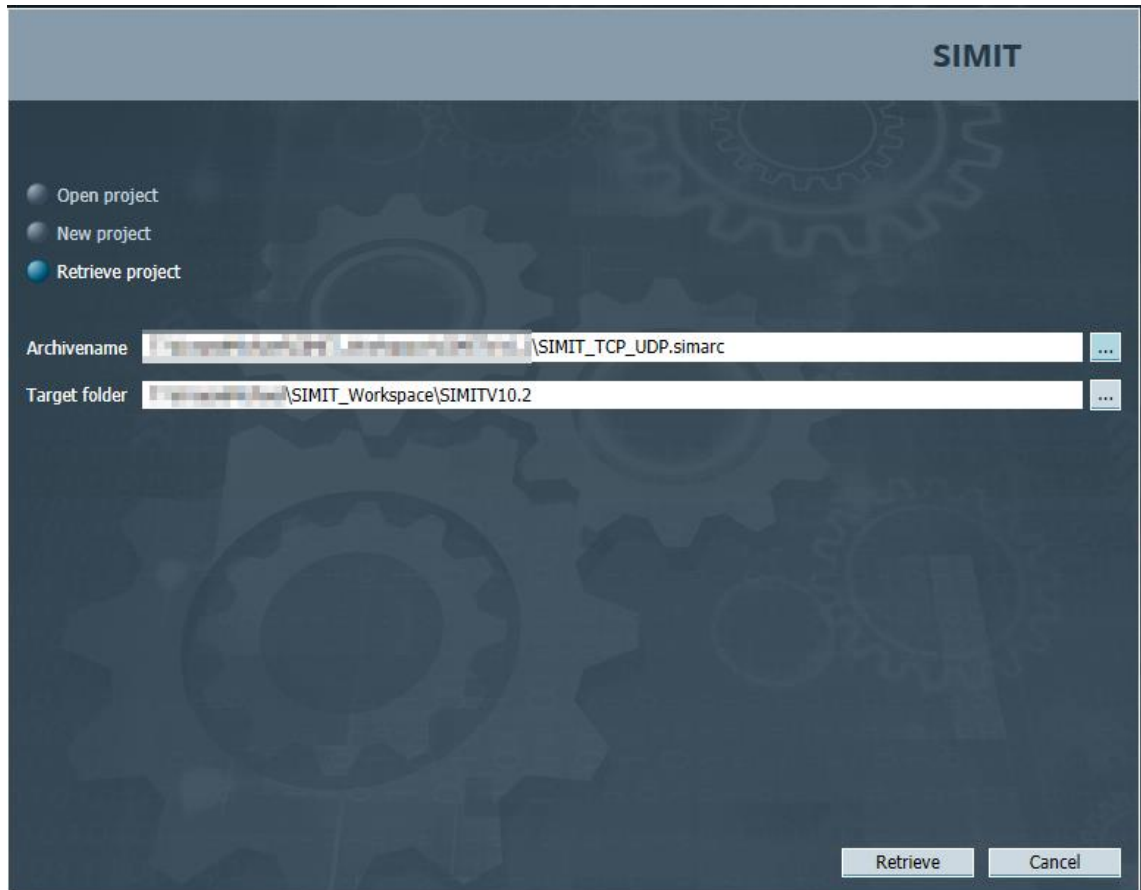 SIMIT
Open project
New project
Retrieve project
Archivename \SIMIT_TCP_UDP.simarc ...
Target folder \SIMIT_Workspace\SIMITV10.2 ...
Retrieve Cancel